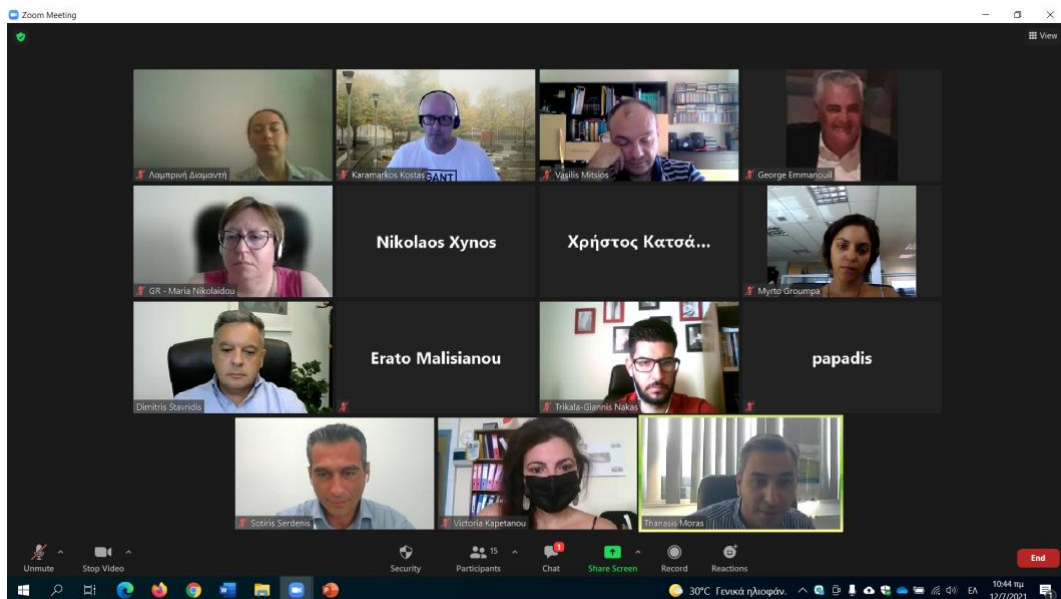 Zoom Meeting
View
Λαμπρινή Διαμαντή
Karamarkos Kostas
GANT
Vasilis Mitsios
George Emmanouil
GR - Maria Nikolaidou
Nikolaos Xynos
Χρήστος Κατσά...
Myrto Groumpa
Dimitris Stavridis
Erato Malisianou
Trikala-Giannis Nakas
papadis
Sotiris Serdenis
Victoria Kapetanou
Thanasis Moras
Unmute
Stop Video
Security
Participants
15
Chat
1
Share Screen
Record
Reactions
End
30°C Γενικά ηλιοφάν.
ΕΛ
10:44 πμ
12/7/2021